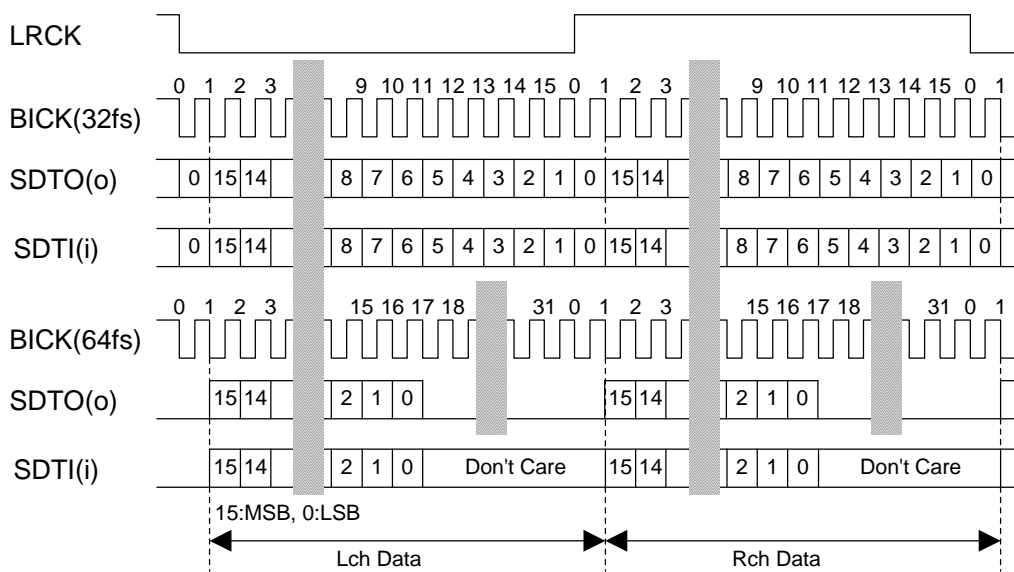 LRCK
0 1 2 3 9 10 11 12 13 14 15 0 1 2 3 9 10 11 12 13 14 15 0 1
BICK(32fs)
SDTO(o) 0 15 14 8 7 6 5 4 3 2 1 0 15 14 8 7 6 5 4 3 2 1 0
SDTI(i) 0 15 14 8 7 6 5 4 3 2 1 0 15 14 8 7 6 5 4 3 2 1 0
0 1 2 3 15 16 17 18 31 0 1 2 3 15 16 17 18 31 0 1
BICK(64fs)
SDTO(o) 15 14 2 1 0 15 14 2 1 0
SDTI(i) 15 14 2 1 0 Don't Care 15 14 2 1 0 Don't Care
15:MSB, 0:LSB
Lch Data Rch Data